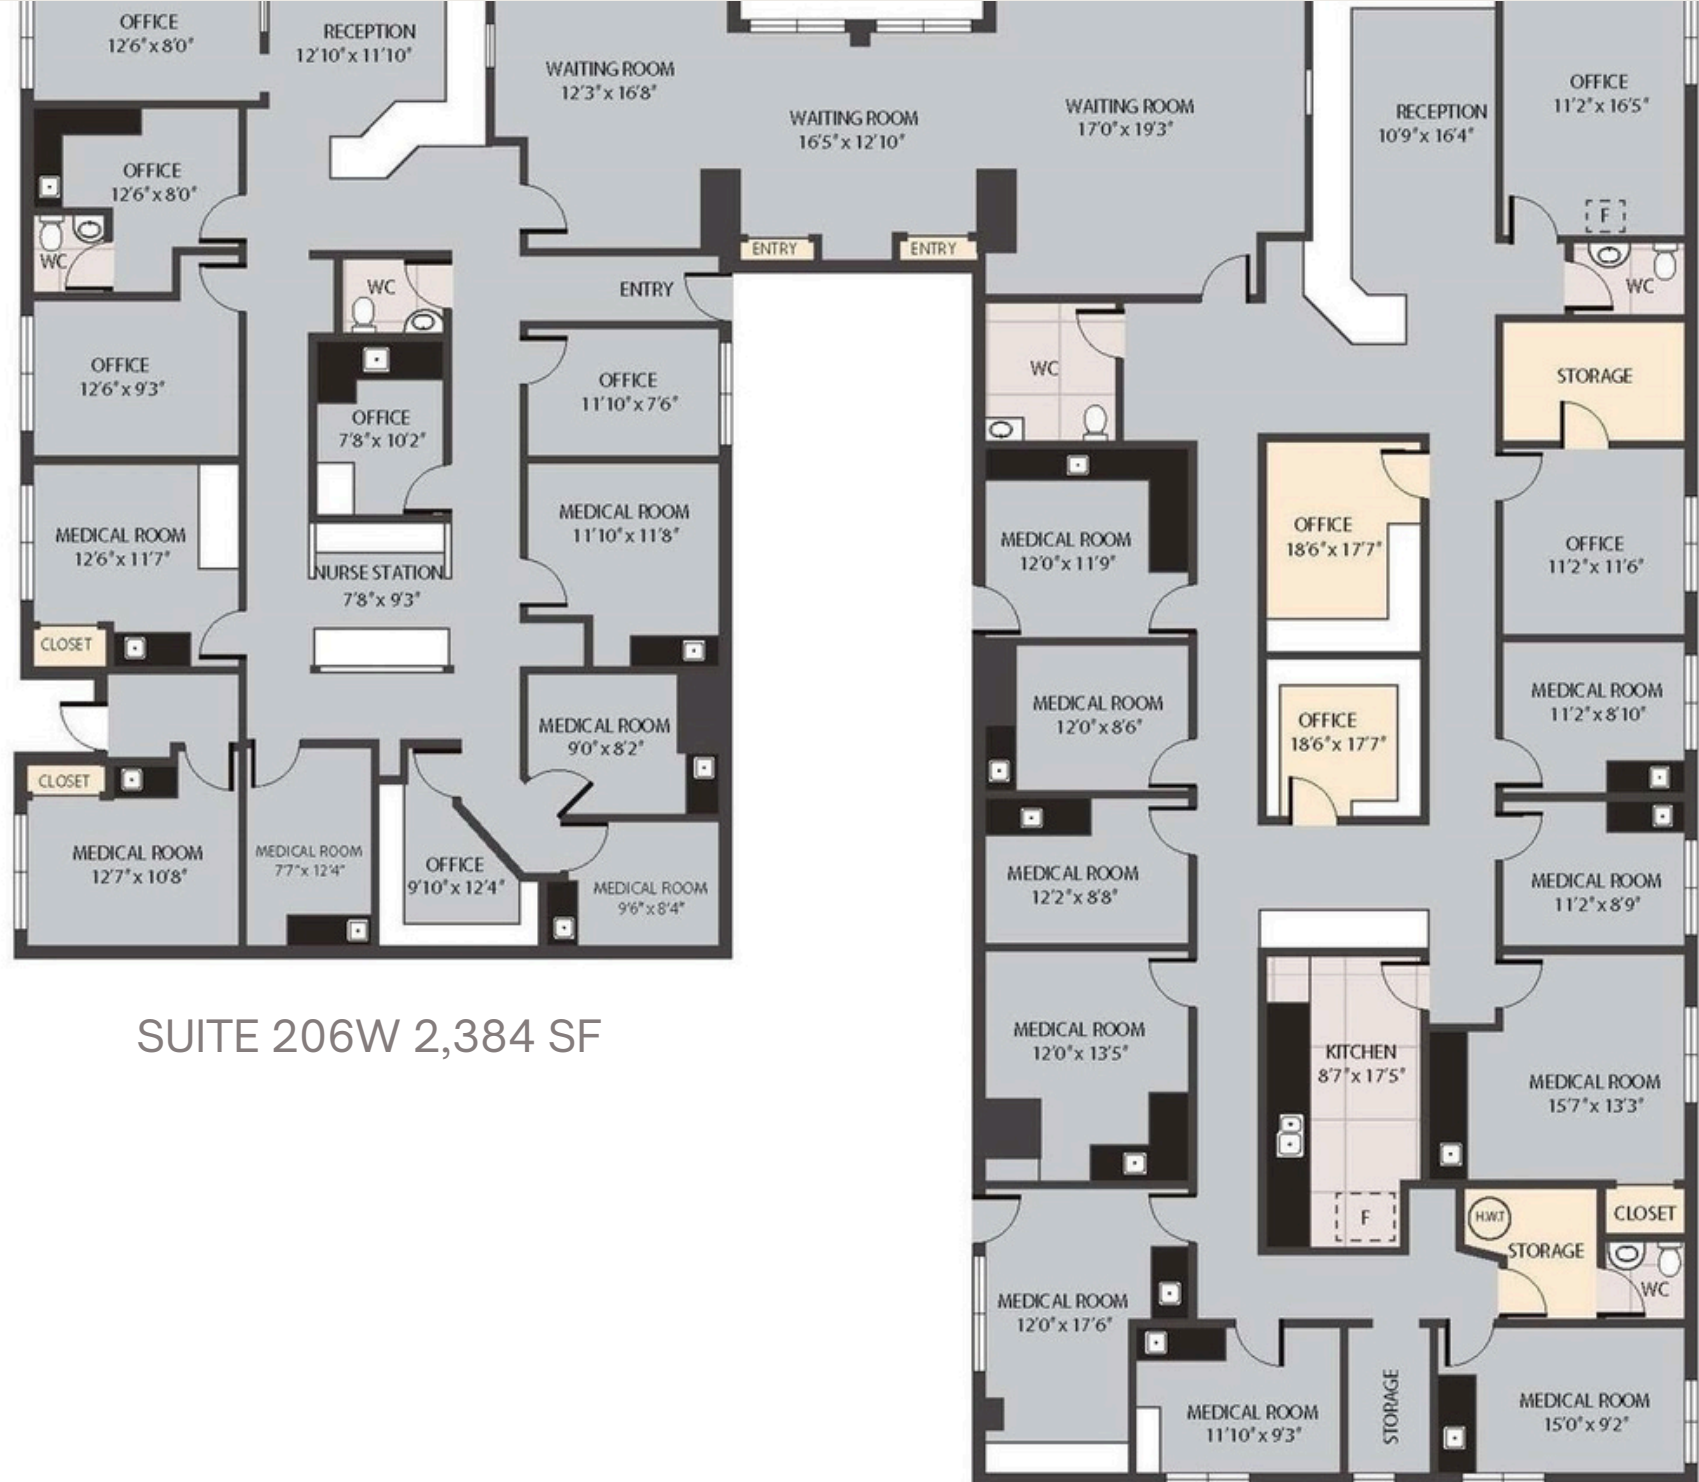 OFFICE
12'6" x 8'0"
RECEPTION
12'10" x 11'10"
WAITING ROOM
12'3" x 16'8"
WAITING ROOM
16'5" x 12'10"
WAITING ROOM
17'0" x 19'3"
RECEPTION
10'9" x 16'4"
OFFICE
11'2" x 16'5"
OFFICE
12'6" x 8'0"
F
WC
ENTRY
ENTRY
WC
ENTRY
WC
OFFICE
12'6" x 9'3"
OFFICE
11'10" x 7'6"
WC
STORAGE
OFFICE
7'8" x 10'2"
MEDICAL ROOM
12'6" x 11'7"
MEDICAL ROOM
11'10" x 11'8"
MEDICAL ROOM
12'0" x 11'9"
OFFICE
18'6" x 17'7"
OFFICE
11'2" x 11'6"
NURSE STATION
7'8" x 9'3"
CLOSET
MEDICAL ROOM
9'0" x 8'2"
MEDICAL ROOM
12'0" x 8'6"
OFFICE
18'6" x 17'7"
MEDICAL ROOM
11'2" x 8'10"
CLOSET
MEDICAL ROOM
12'7" x 10'8"
MEDICAL ROOM
7'7" x 12'4"
OFFICE
9'10" x 12'4"
MEDICAL ROOM
9'6" x 8'4"
MEDICAL ROOM
12'2" x 8'8"
MEDICAL ROOM
11'2" x 8'9"
SUITE 206W 2,384 SF
MEDICAL ROOM
12'0" x 13'5"
KITCHEN
8'7" x 17'5"
MEDICAL ROOM
15'7" x 13'3"
F
H.W.T
STORAGE
CLOSET
WC
MEDICAL ROOM
12'0" x 17'6"
MEDICAL ROOM
11'10" x 9'3"
STORAGE
MEDICAL ROOM
15'0" x 9'2"